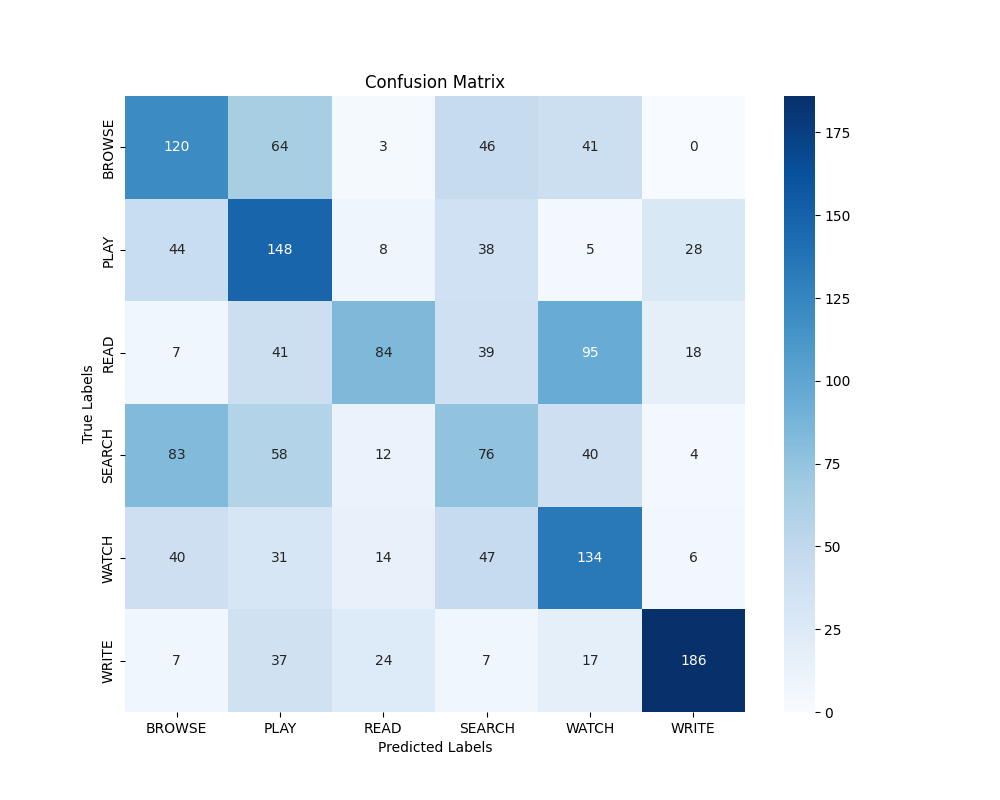 Confusion Matrix
BROWSE 120 64 3 46 41 0
PLAY 44 148 8 38 5 28
READ 7 41 84 39 95 18
SEARCH 83 58 12 76 40 4
WATCH 40 31 14 47 134 6
WRITE 7 37 24 7 17 186
BROWSE PLAY READ SEARCH WATCH WRITE
Predicted Labels
True Labels
175
150
125
100
75
50
25
0